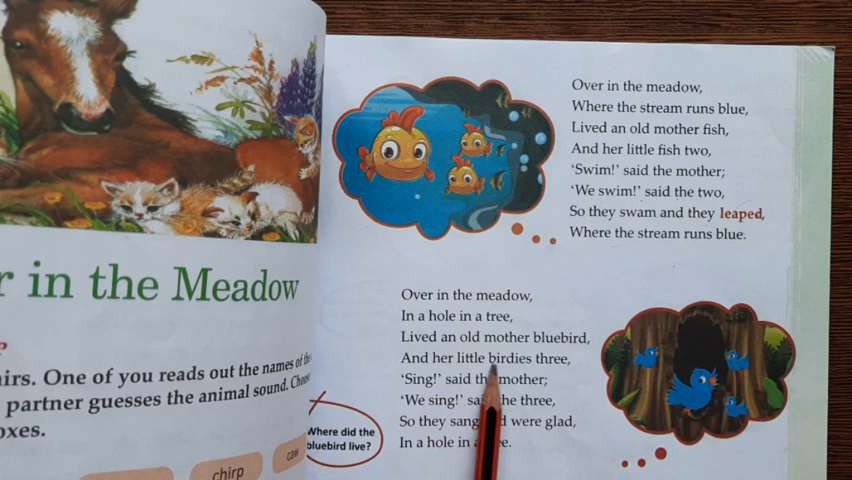 r in the Meadow
airs. One of you reads out the names of the
partner guesses the animal sound. Choose
oxes.
chirp
caw
Over in the meadow,
Where the stream runs blue,
Lived an old mother fish,
And her little fish two,
‘Swim!’ said the mother;
‘We swim!’ said the two,
So they swam and they leaped,
Where the stream runs blue.
Over in the meadow,
In a hole in a tree,
Lived an old mother bluebird,
And her little birdies three,
‘Sing!’ said the mother;
‘We sing!’ said the three,
So they sang and were glad,
In a hole in a tree.
Where did the
bluebird live?